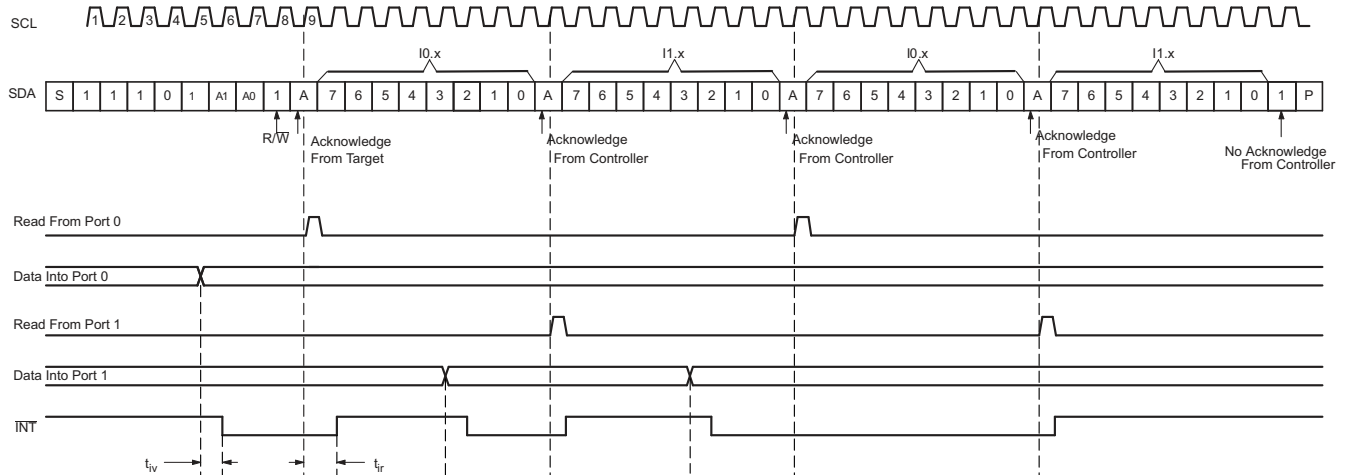 SCL 1 2 3 4 5 6 7 8 9
I0.x I1.x I0.x I1.x
SDA S 1 1 1 0 1 A1 A0 1 A 7 6 5 4 3 2 1 0 A 7 6 5 4 3 2 1 0 A 7 6 5 4 3 2 1 0 A 7 6 5 4 3 2 1 0 1 P
R/W
Acknowledge
From Target
Acknowledge
From Controller
Acknowledge
From Controller
Acknowledge
From Controller
No Acknowledge
From Controller
Read From Port 0
Data Into Port 0
Read From Port 1
Data Into Port 1
INT
tiv
tir